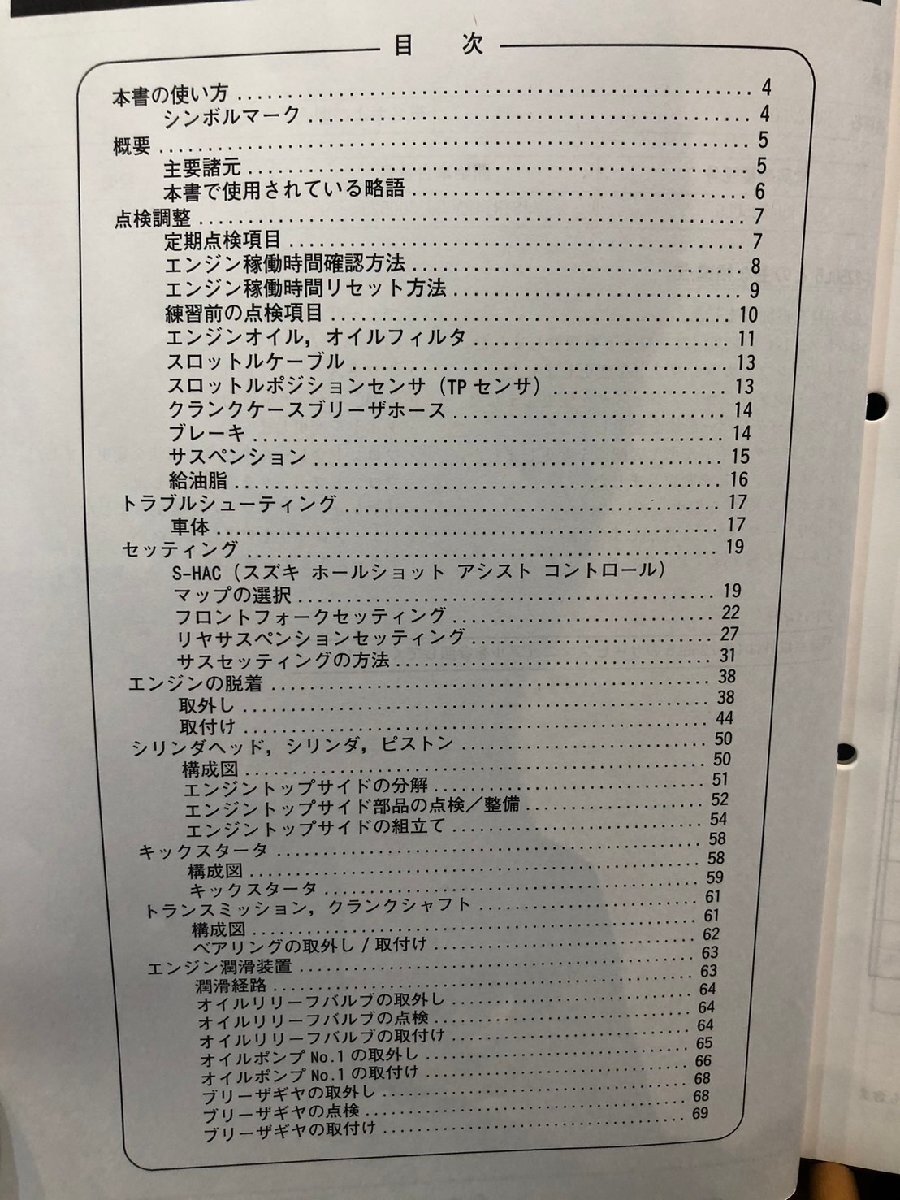 目 次
本書の使い方 4
シンボルマーク 4
概要 5
主要諸元 5
本書で使用されている略語 6
点検調整 7
定期点検項目 7
エンジン稼働時間確認方法 8
エンジン稼働時間リセット方法 9
練習前の点検項目 10
エンジンオイル，オイルフィルタ 11
スロットルケーブル 13
スロットルポジションセンサ（TPセンサ） 13
クランクケースブリーザホース 14
ブレーキ 14
サスペンション 15
給油脂 16
トラブルシューティング 17
車体 17
セッティング 19
S-HAC（スズキ ホールショット アシスト コントロール）
マップの選択 19
フロントフォークセッティング 22
リヤサスペンションセッティング 27
サスセッティングの方法 31
エンジンの脱着 38
取外し 38
取付け 44
シリンダヘッド，シリンダ，ピストン 50
構成図 50
エンジントップサイドの分解 51
エンジントップサイド部品の点検／整備 52
エンジントップサイドの組立て 54
キックスタータ 58
構成図 58
キックスタータ 59
トランスミッション，クランクシャフト 61
構成図 61
ベアリングの取外し/取付け 62
エンジン潤滑装置 63
潤滑経路 63
オイルリリーフバルブの取外し 64
オイルリリーフバルブの点検 64
オイルリリーフバルブの取付け 64
オイルポンプNo.1の取外し 65
オイルポンプNo.1の取付け 66
ブリーザギヤの取外し 68
ブリーザギヤの点検 68
ブリーザギヤの取付け 69